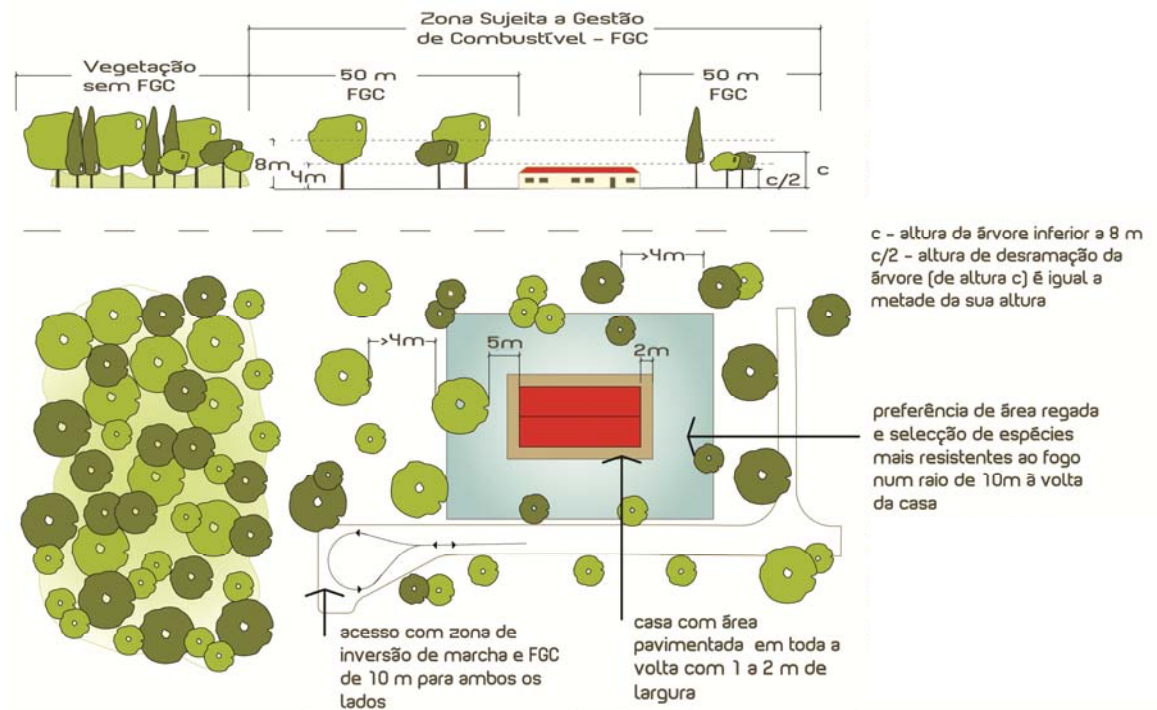 Zona Sujeita a Gestão
de Combustível - FGC
Vegetação
sem FGC
50 m
FGC
50 m
FGC
8m
4m
c
c/2
c - altura da árvore inferior a 8 m
c/2 - altura de desramação da
árvore (de altura c) é igual a
metade da sua altura
>4m
>4m
5m
2m
preferência de área regada
e selecção de espécies
mais resistentes ao fogo
num raio de 10m à volta
da casa
acesso com zona de
inversão de marcha e FGC
de 10 m para ambos os
lados
casa com área
pavimentada em toda a
volta com 1 a 2 m de
largura